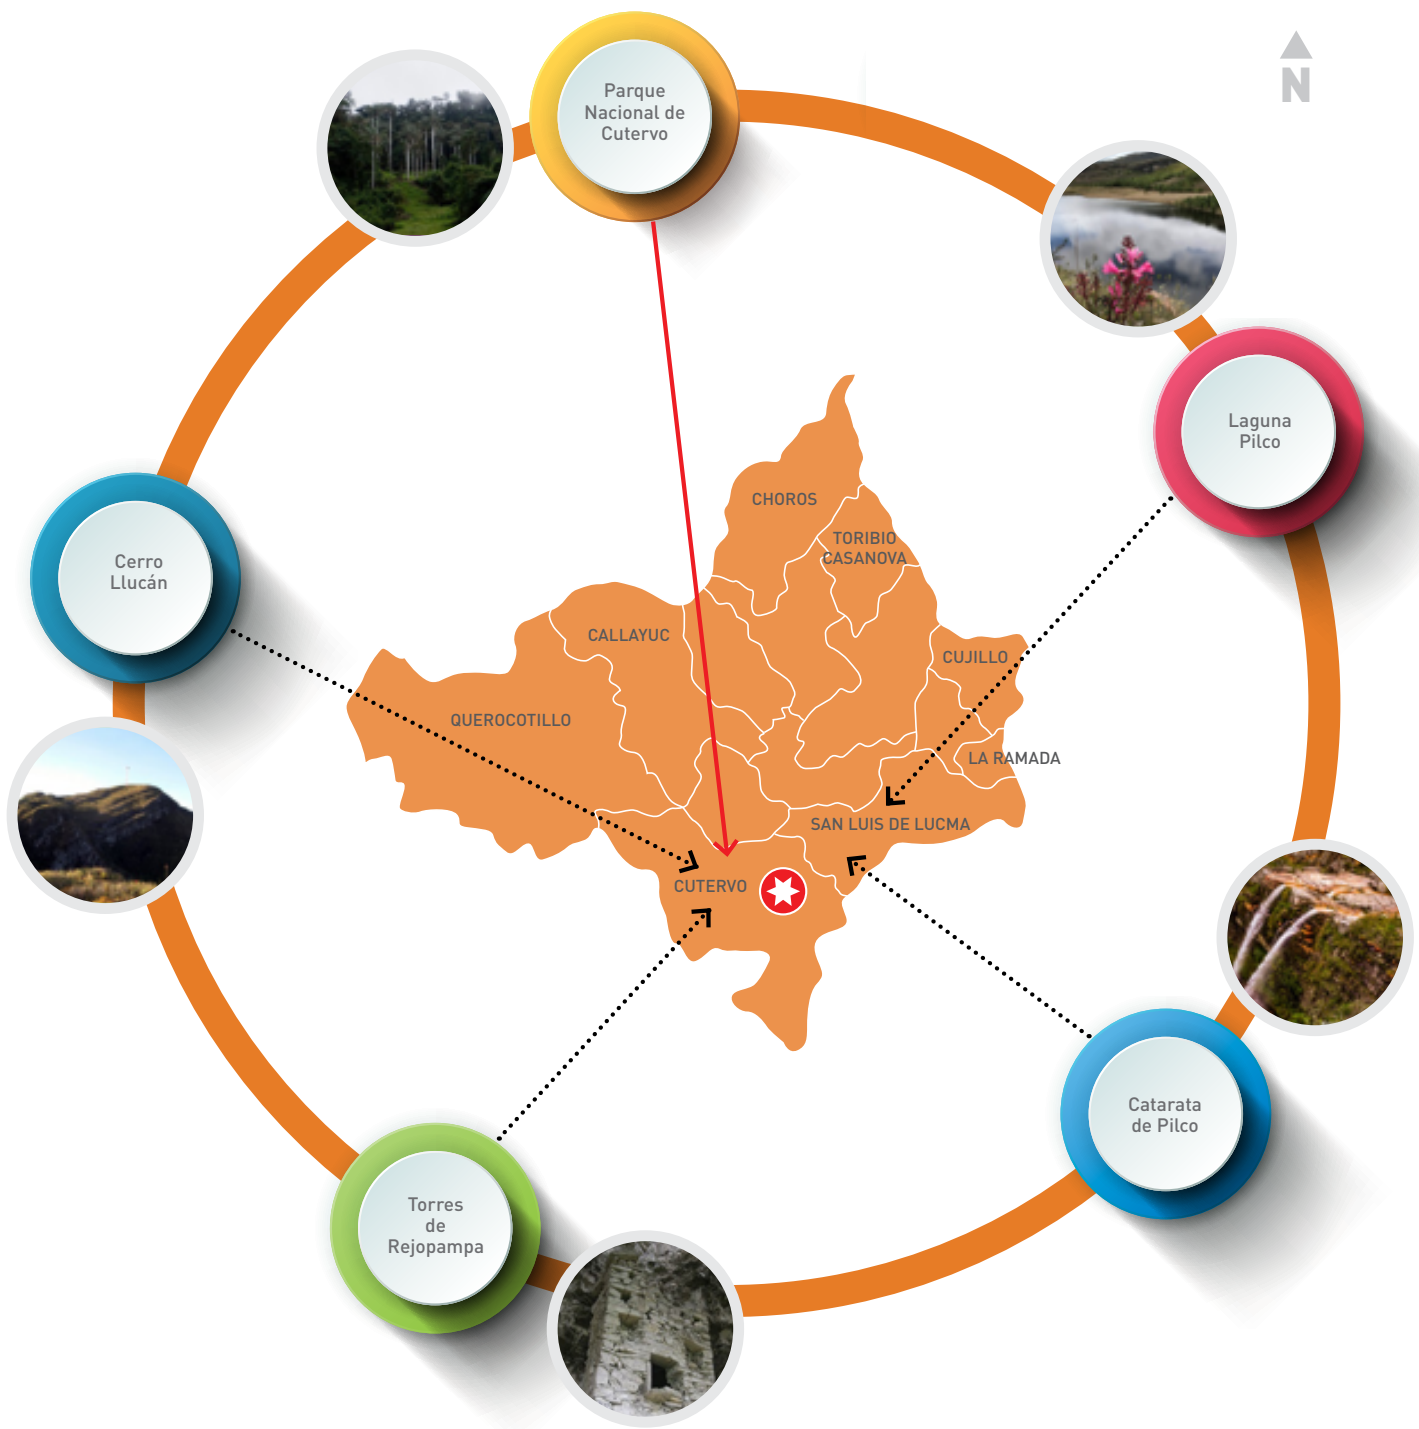 Parque
Nacional de
Cutervo
N
Laguna
Pilco
CHOROS
TORIBIO
CASANOVA
Cerro
Llucán
CALLAYUC
CUJILLO
QUEROCOTILLO
LA RAMADA
SAN LUIS DE LUCMA
CUTERVO
Catarata
de Pilco
Torres
de
Rejopampa